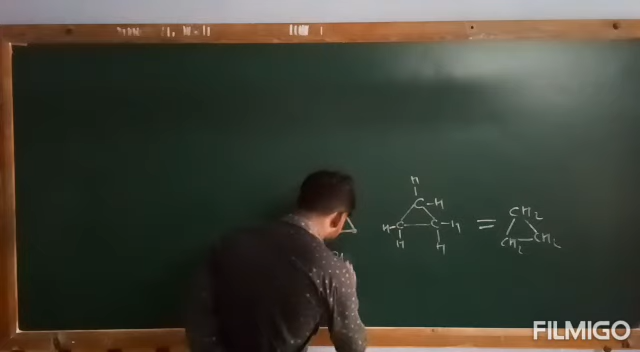 H
C-H
H-C C-H
H H
=
CH2
CH2 CH2
FILMIGO